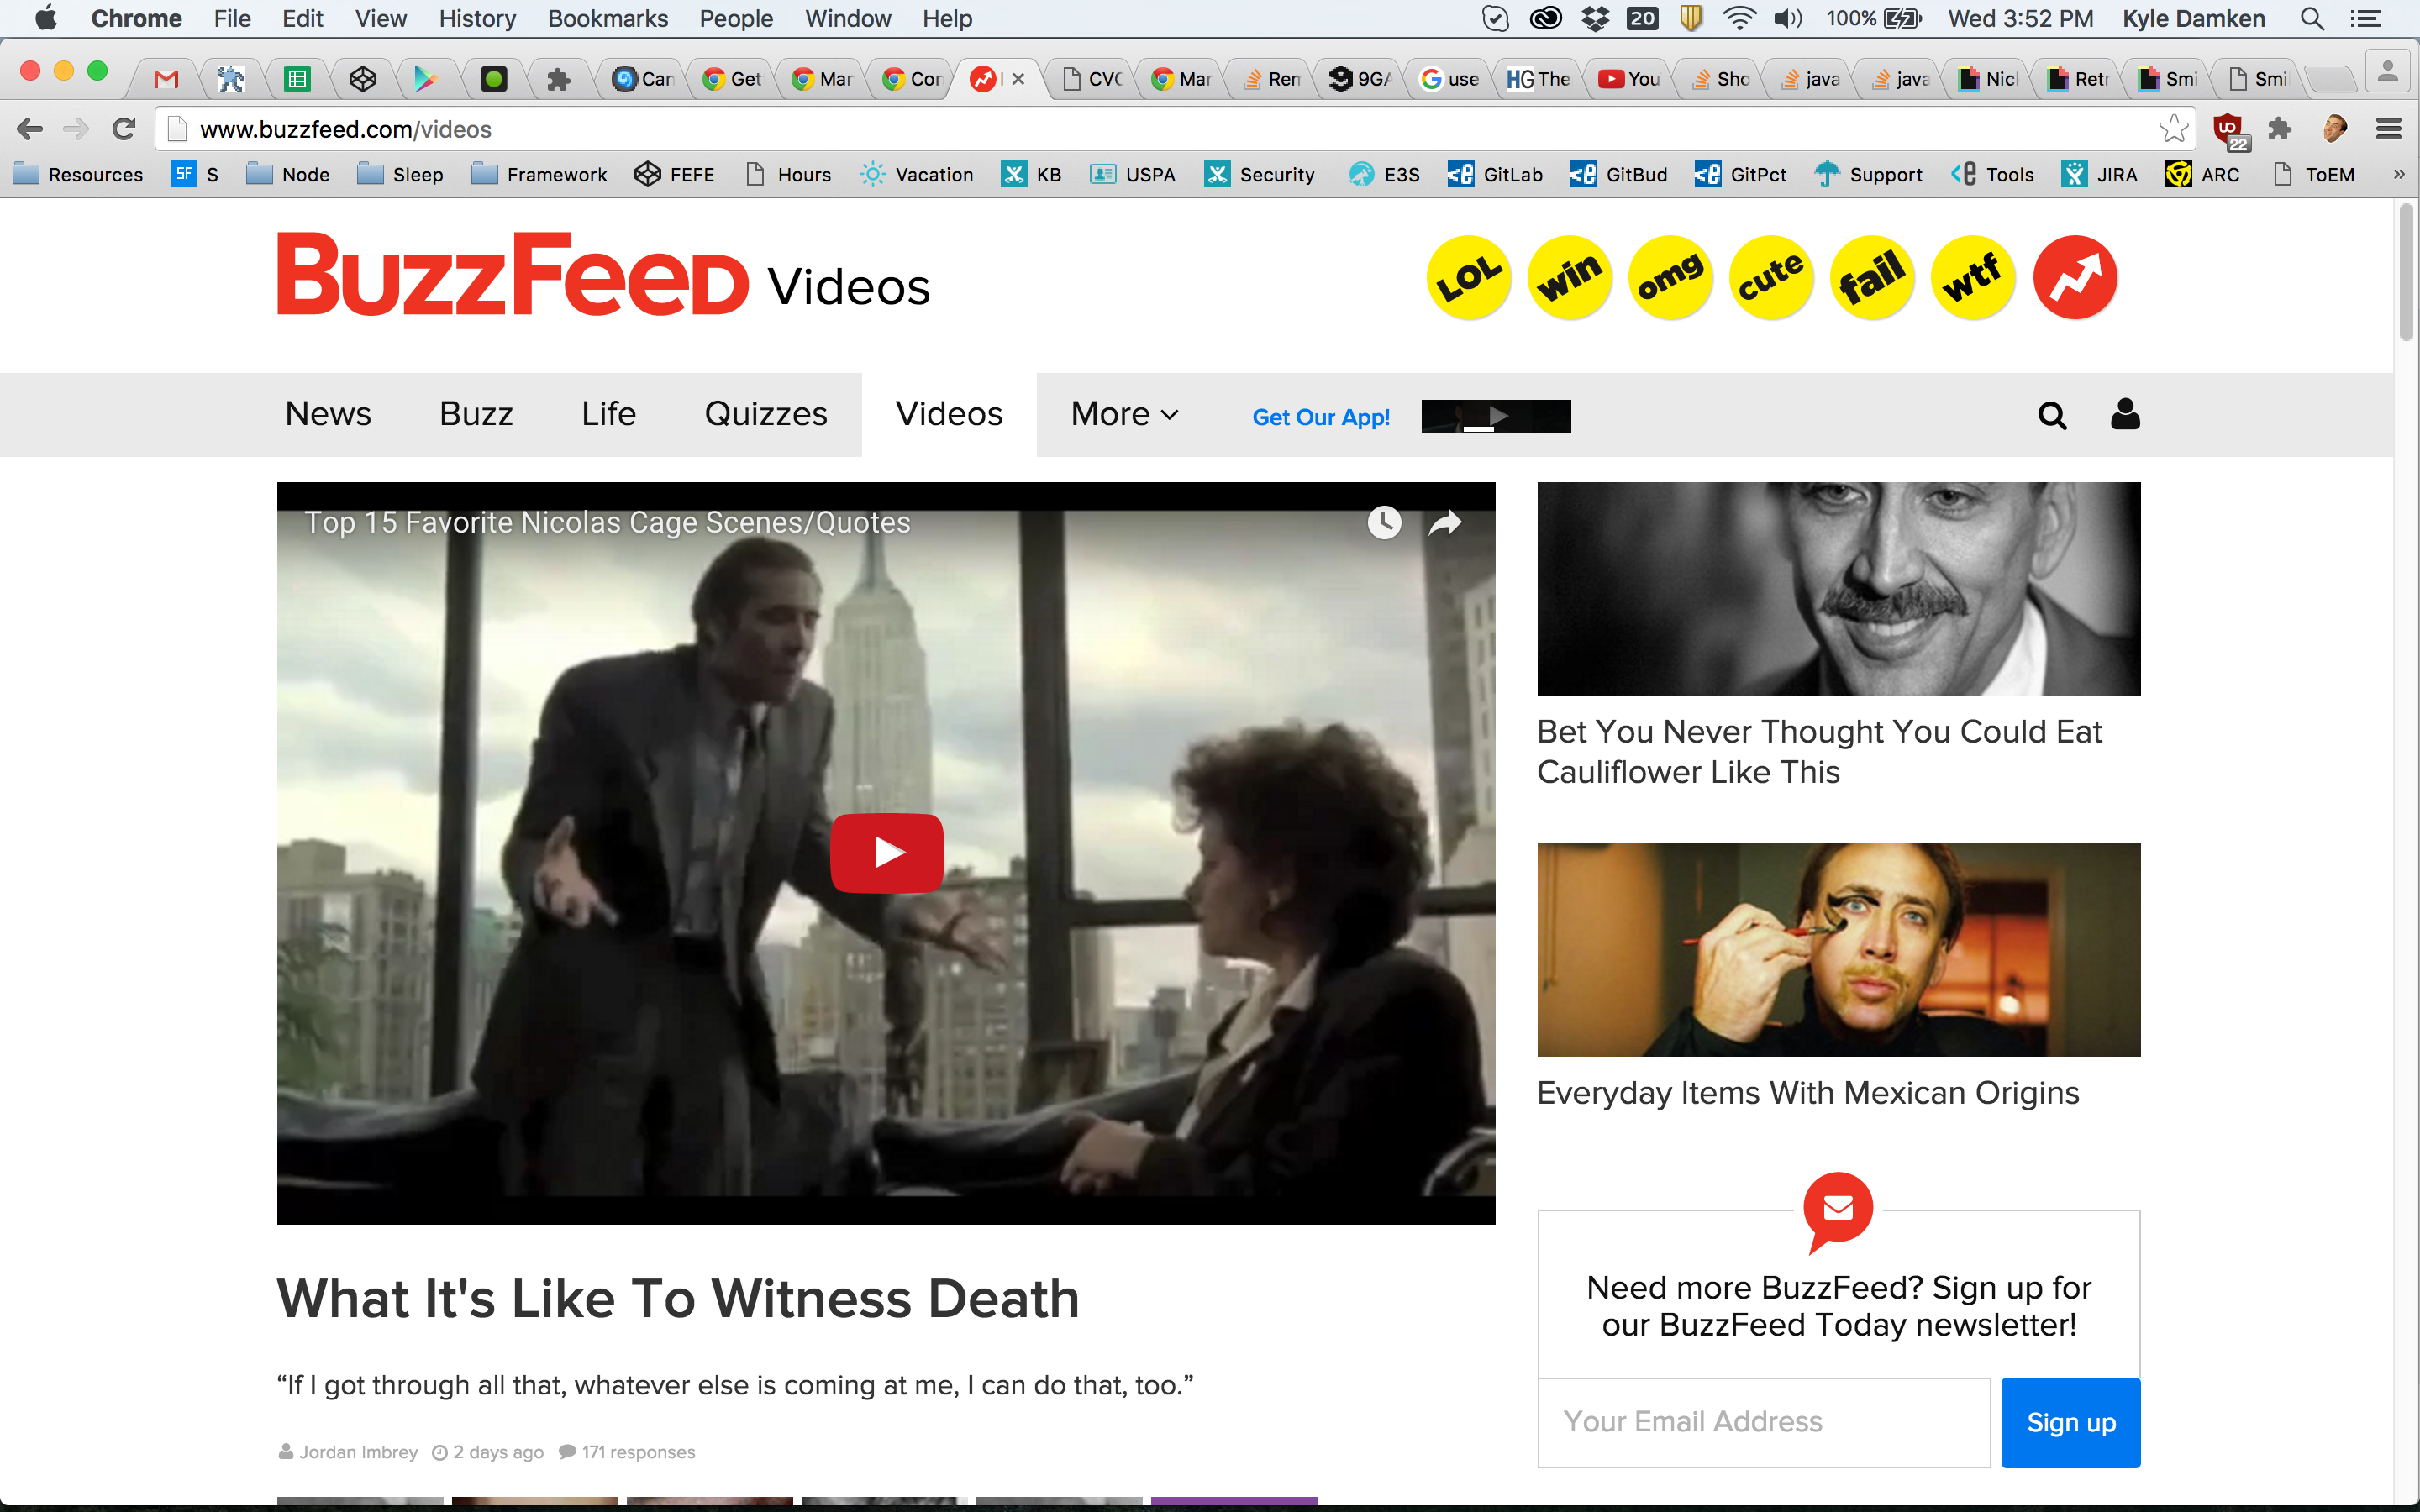 Chrome File Edit View History Bookmarks People Window Help 20 100% Wed 3:52 PM Kyle Damken
Can Get Mar Cor CVC Mar Ren 9GA use HG The You Sho java java Nicl Retr Smi Smi
www.buzzfeed.com/videos 22
Resources SF S Node Sleep Framework FEFE Hours Vacation KB USPA Security E3S GitLab GitBud GitPct Support Tools JIRA ARC ToEM »
BuzzFeeD Videos
LOL win omg cute fail wtf
News Buzz Life Quizzes Videos More Get Our App!
Top 15 Favorite Nicolas Cage Scenes/Quotes
Bet You Never Thought You Could Eat
Cauliflower Like This
Everyday Items With Mexican Origins
What It's Like To Witness Death
“If I got through all that, whatever else is coming at me, I can do that, too.”
Jordan Imbrey 2 days ago 171 responses
Need more BuzzFeed? Sign up for
our BuzzFeed Today newsletter!
Your Email Address Sign up